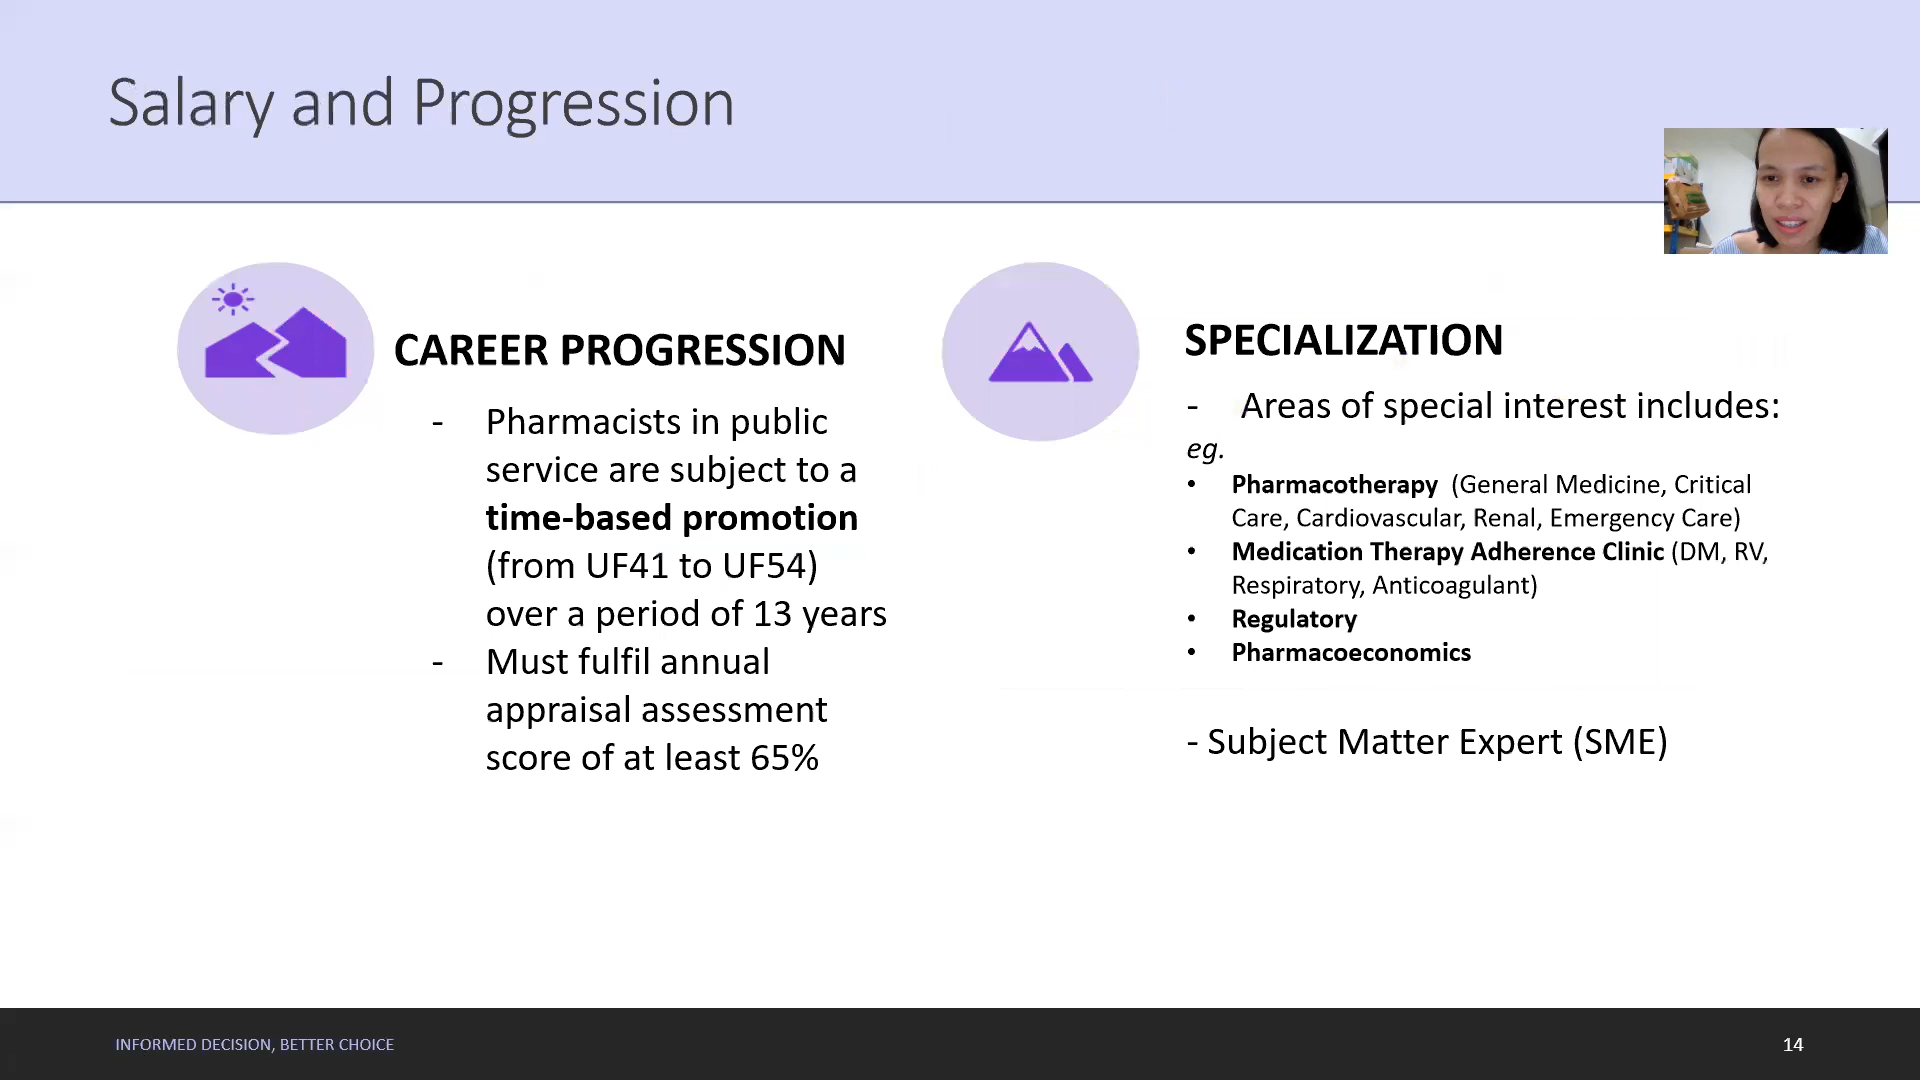 Salary and Progression
CAREER PROGRESSION
- Pharmacists in public
service are subject to a
time-based promotion
(from UF41 to UF54)
over a period of 13 years
- Must fulfil annual
appraisal assessment
score of at least 65%
SPECIALIZATION
- Areas of special interest includes:
eg.
• Pharmacotherapy (General Medicine, Critical
Care, Cardiovascular, Renal, Emergency Care)
• Medication Therapy Adherence Clinic (DM, RV,
Respiratory, Anticoagulant)
• Regulatory
• Pharmacoeconomics
- Subject Matter Expert (SME)
INFORMED DECISION, BETTER CHOICE
14